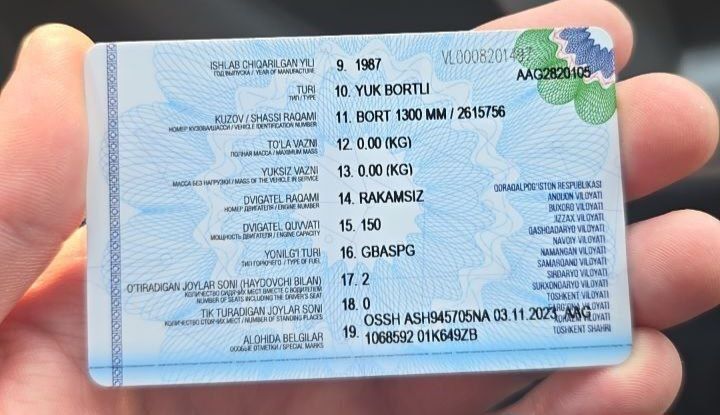 VL0008201497
AAG2820105
ISHLAB CHIQARILGAN YILI 9. 1987
ГОД ВЫПУСКА / YEAR OF MANUFACTURE
TURI 10. YUK BORTLI
ТИП / TYPE
KUZOV / SHASSI RAQAMI 11. BORT 1300 MM / 2615756
НОМЕР КУЗОВА/ШАССИ / VEHICLE IDENTIFICATION NUMBER
TO'LA VAZNI 12. 0.00 (KG)
ПОЛНАЯ МАССА / MAXIMUM MASS
YUKSIZ VAZNI 13. 0.00 (KG)
МАССА БЕЗ НАГРУЗКИ / MASS OF THE VEHICLE IN SERVICE
DVIGATEL RAQAMI 14. RAKAMSIZ
НОМЕР ДВИГАТЕЛЯ / ENGINE NUMBER
DVIGATEL QUVVATI 15. 150
МОЩНОСТЬ ДВИГАТЕЛЯ / ENGINE CAPACITY
YONILG'I TURI 16. GBASPG
ТИП ГОРЮЧЕГО / TYPE OF FUEL
O'TIRADIGAN JOYLAR SONI (HAYDOVCHI BILAN) 17. 2
КОЛИЧЕСТВО СИДЯЧИХ МЕСТ ВМЕСТЕ С ВОДИТЕЛЕМ
NUMBER OF SEATS INCLUDING THE DRIVER'S SEAT
TIK TURADIGAN JOYLAR SONI 18. 0
КОЛИЧЕСТВО СТОЯЧИХ МЕСТ / NUMBER OF STANDING PLACES
ALOHIDA BELGILAR 19. OSSH ASH945705NA 03.11.2023 AAG
1068592 01K649ZB
ОСОБЫЕ ОТМЕТКИ / SPECIAL MARKS
QORAQALPOG'ISTON RESPUBLIKASI
ANDIJON VILOYATI
BUXORO VILOYATI
JIZZAX VILOYATI
QASHQADARYO VILOYATI
NAVOIY VILOYATI
NAMANGAN VILOYATI
SAMARQAND VILOYATI
SIRDARYO VILOYATI
SURXONDARYO VILOYATI
TOSHKENT VILOYATI
VILOYATI
VILOYATI
TOSHKENT SHAHRI